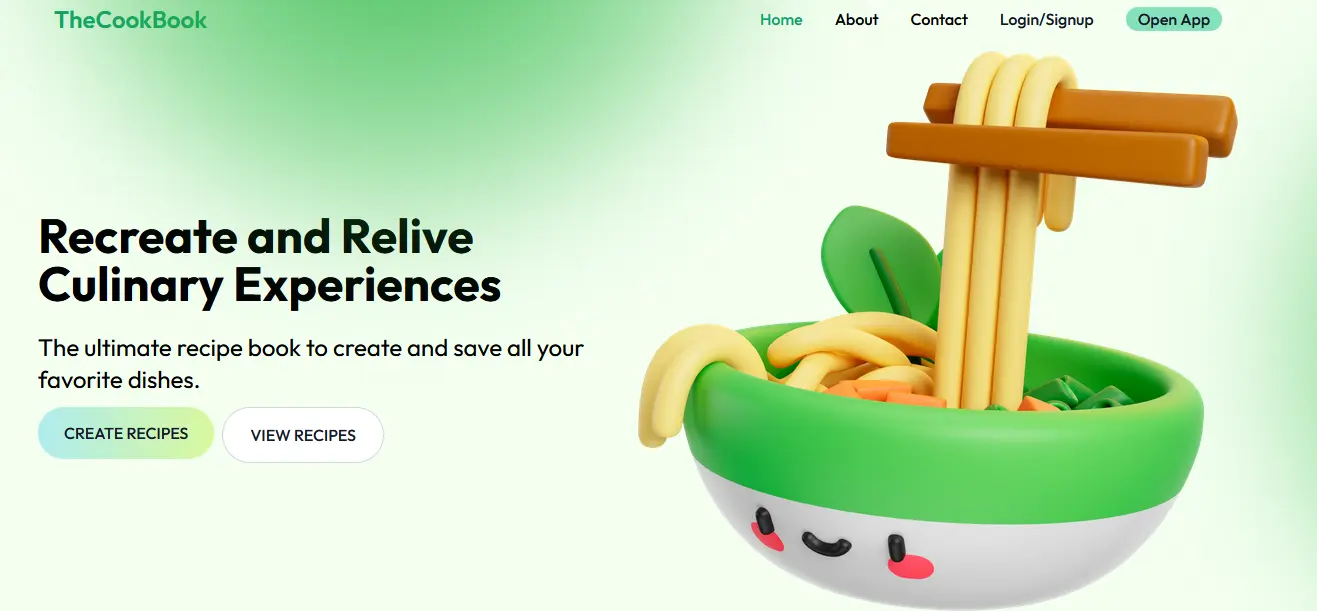 TheCookBook
Home About Contact Login/Signup Open App
Recreate and Relive
Culinary Experiences
The ultimate recipe book to create and save all your
favorite dishes.
CREATE RECIPES VIEW RECIPES